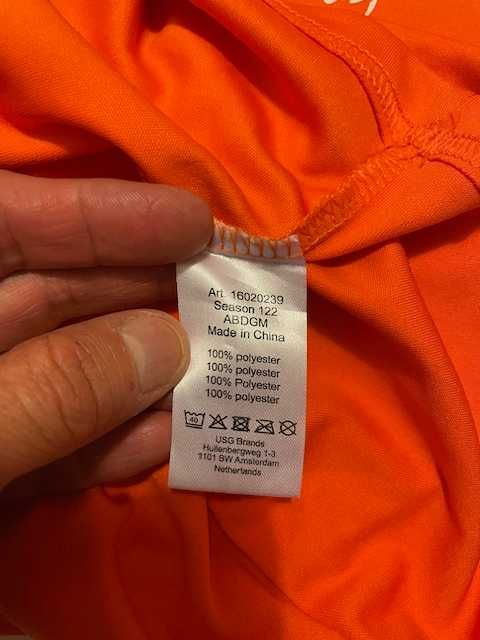 Art. 16020239
Season 122
ABDGM
Made in China
100% polyester
100% polyester
100% Polyester
100% polyester
40
USG Brands
Hullenbergweg 1-3
1101 BW Amsterdam
Netherlands